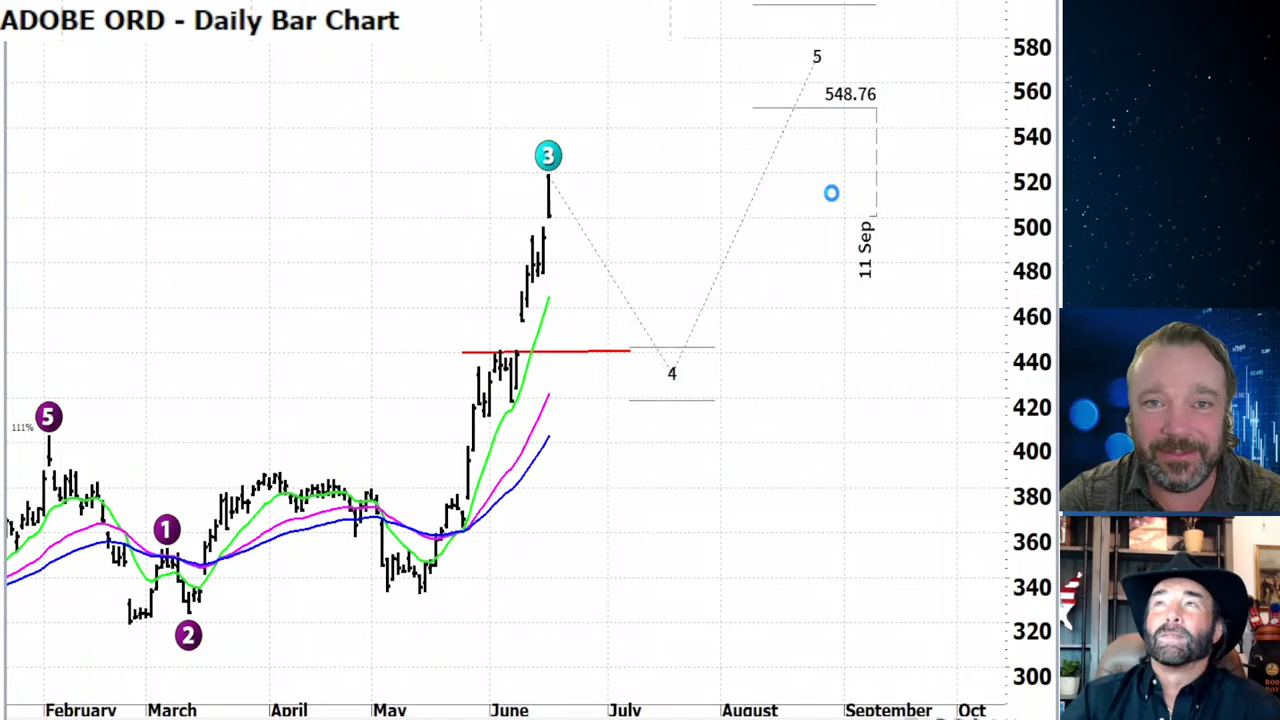 ADOBE ORD - Daily Bar Chart
580
5
560
548.76
540
3
520
500
11 Sep
480
460
440
4
420
5
111%
400
380
1
360
340
2
320
300
February
March
April
May
June
July
August
September
Oct